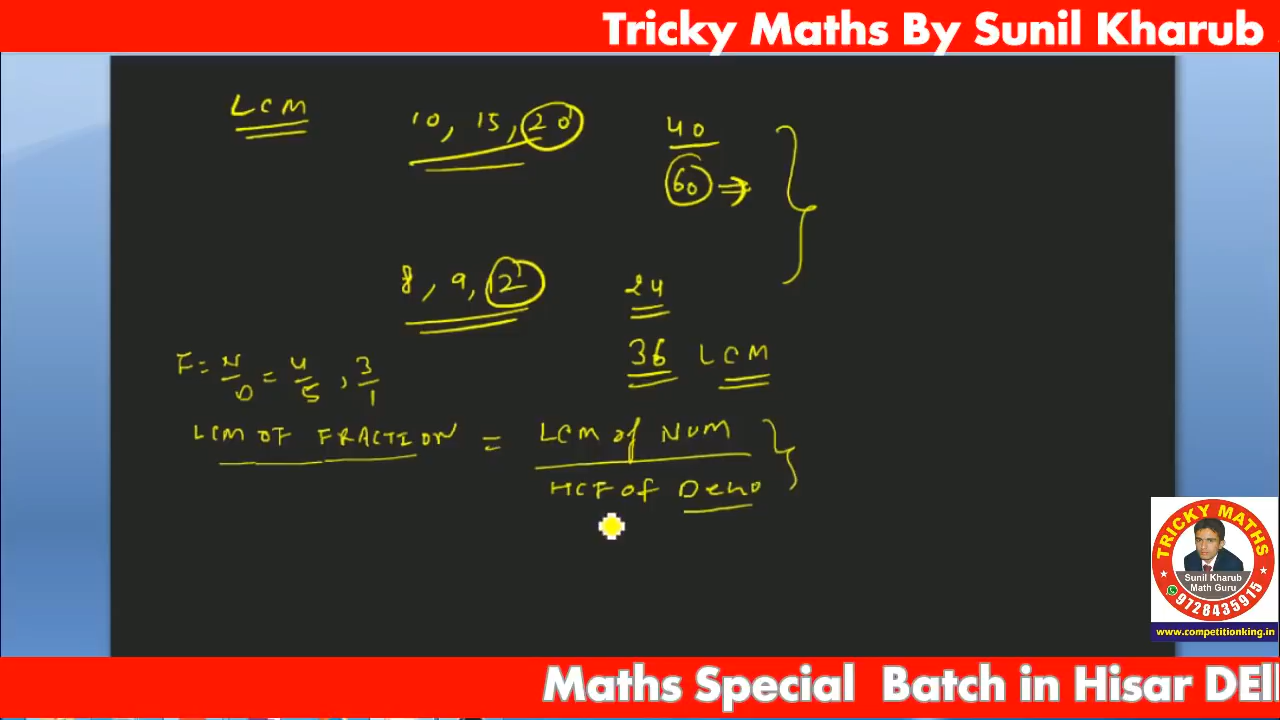 Tricky Maths By Sunil Kharub
LCM 10, 15, 20 40
60 ⇒
8, 9, 12 24
36 LCM
F = N/D = 4/5, 3/1
LCM OF FRACTION = LCM of NUM / HCF of Deno
TRICKY MATHS
Sunil Kharub
Math Guru
9728435915
www.competitionking.in
Maths Special Batch in Hisar DEl